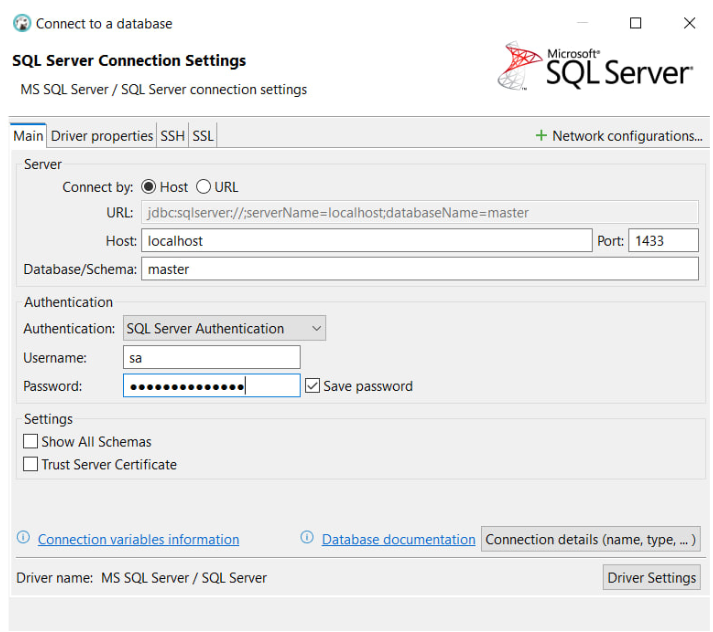 Connect to a database
SQL Server Connection Settings
MS SQL Server / SQL Server connection settings
Microsoft®
SQL Server®
Main Driver properties SSH SSL
+ Network configurations...
Server
Connect by: Host URL
URL: jdbc:sqlserver://;serverName=localhost;databaseName=master
Host: localhost Port: 1433
Database/Schema: master
Authentication
Authentication: SQL Server Authentication
Username: sa
Password: ●●●●●●●●●●●●●● Save password
Settings
Show All Schemas
Trust Server Certificate
Connection variables information Database documentation Connection details (name, type, ... )
Driver name: MS SQL Server / SQL Server Driver Settings